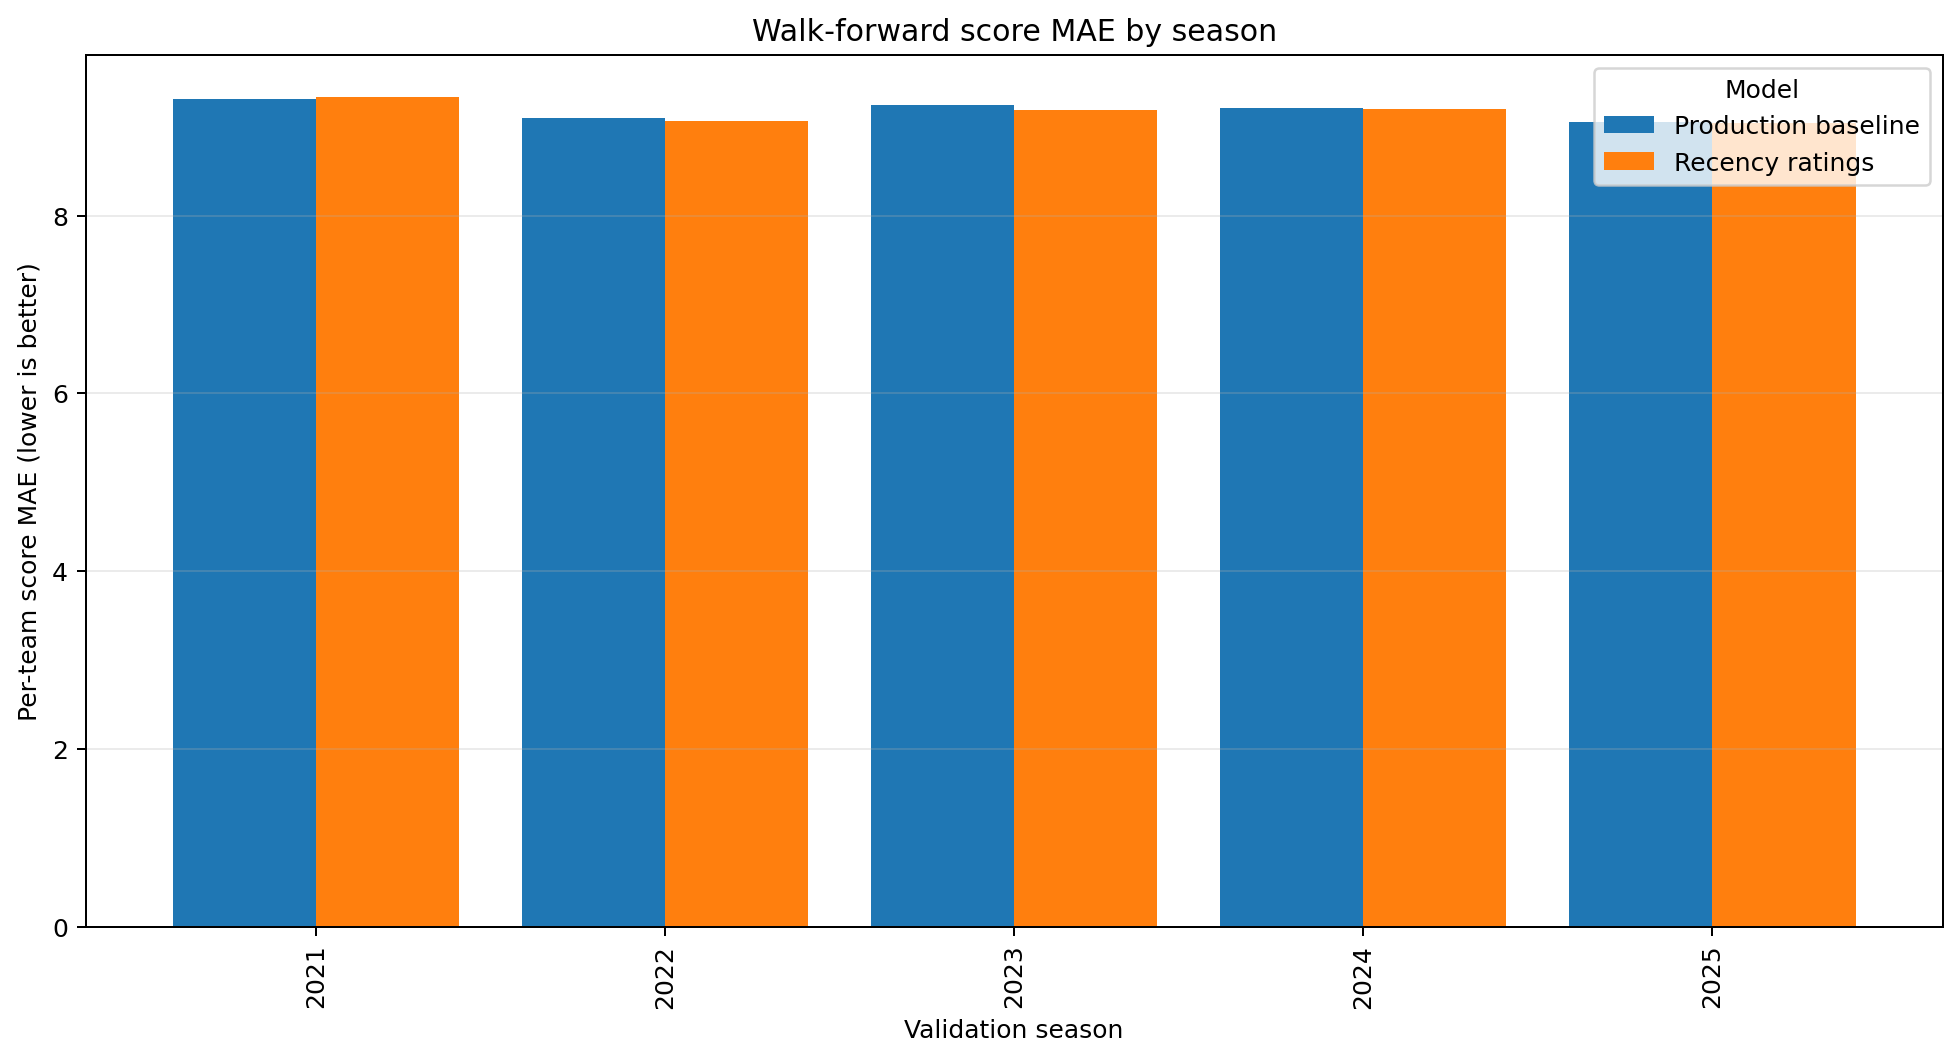 Walk-forward score MAE by season
Model
Production baseline
Recency ratings
Per-team score MAE (lower is better)
8
6
4
2
0
2021
2022
2023
2024
2025
Validation season